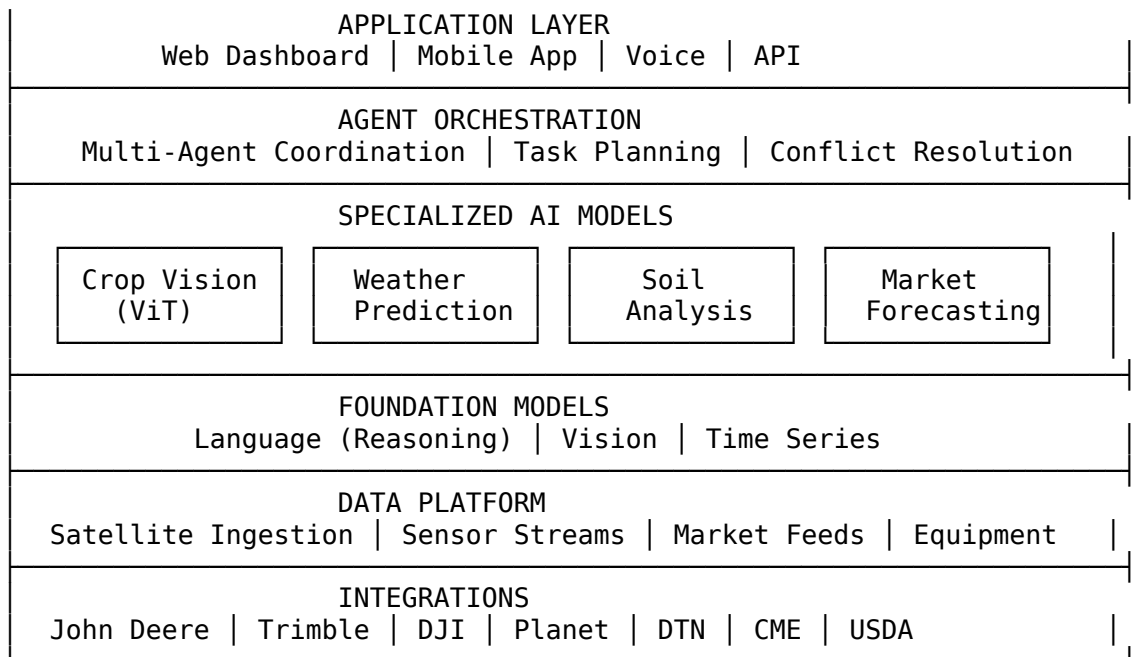 APPLICATION LAYER
Web Dashboard │ Mobile App │ Voice │ API
AGENT ORCHESTRATION
Multi-Agent Coordination │ Task Planning │ Conflict Resolution
SPECIALIZED AI MODELS
Crop Vision Weather Soil Market
(ViT) Prediction Analysis Forecasting
FOUNDATION MODELS
Language (Reasoning) │ Vision │ Time Series
DATA PLATFORM
Satellite Ingestion │ Sensor Streams │ Market Feeds │ Equipment
INTEGRATIONS
John Deere │ Trimble │ DJI │ Planet │ DTN │ CME │ USDA